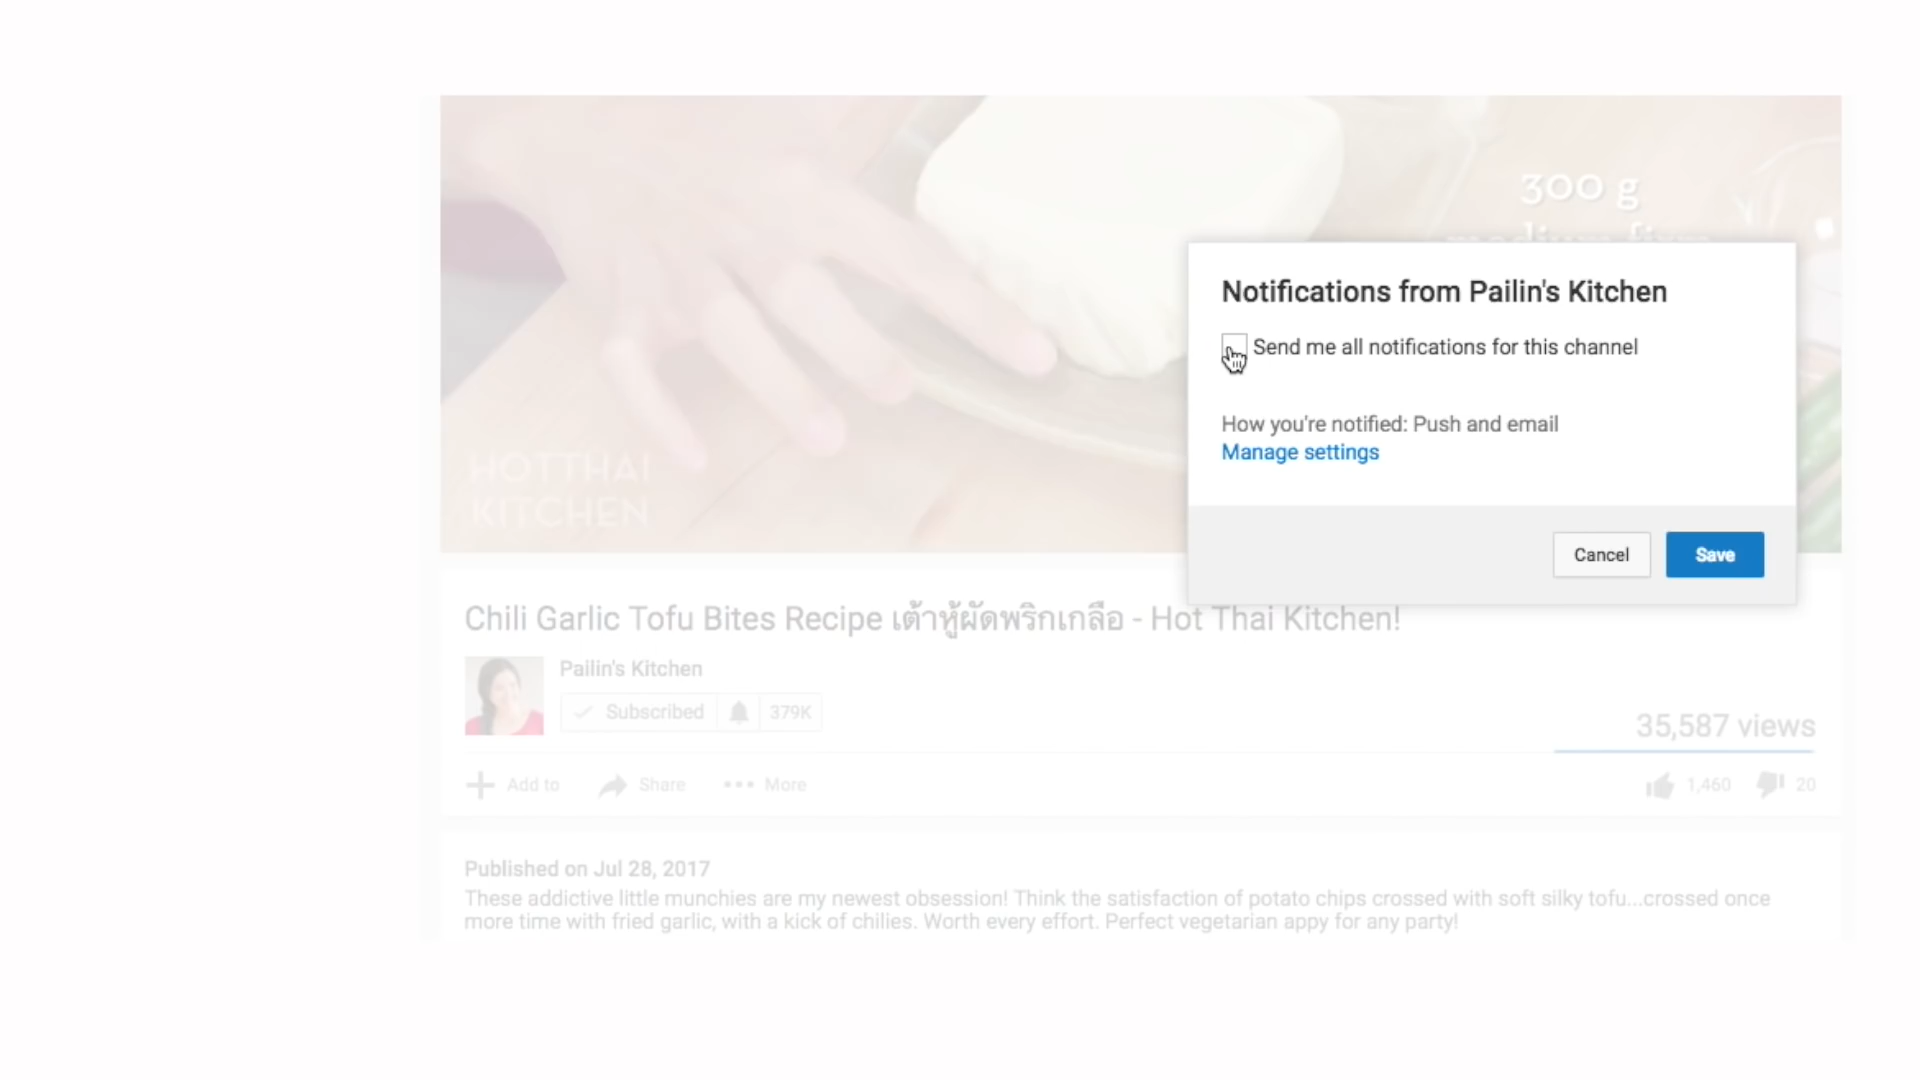 300 g
medium firm
Notifications from Pailin's Kitchen
Send me all notifications for this channel
How you're notified: Push and email
Manage settings
Cancel
Save
HOT THAI
KITCHEN
Chili Garlic Tofu Bites Recipe เต้าหู้ผัดพริกเกลือ - Hot Thai Kitchen!
Pailin's Kitchen
Subscribed 379K
35,587 views
Add to Share More 1,460 20
Published on Jul 28, 2017
These addictive little munchies are my newest obsession! Think the satisfaction of potato chips crossed with soft silky tofu...crossed once
more time with fried garlic, with a kick of chilies. Worth every effort. Perfect vegetarian appy for any party!